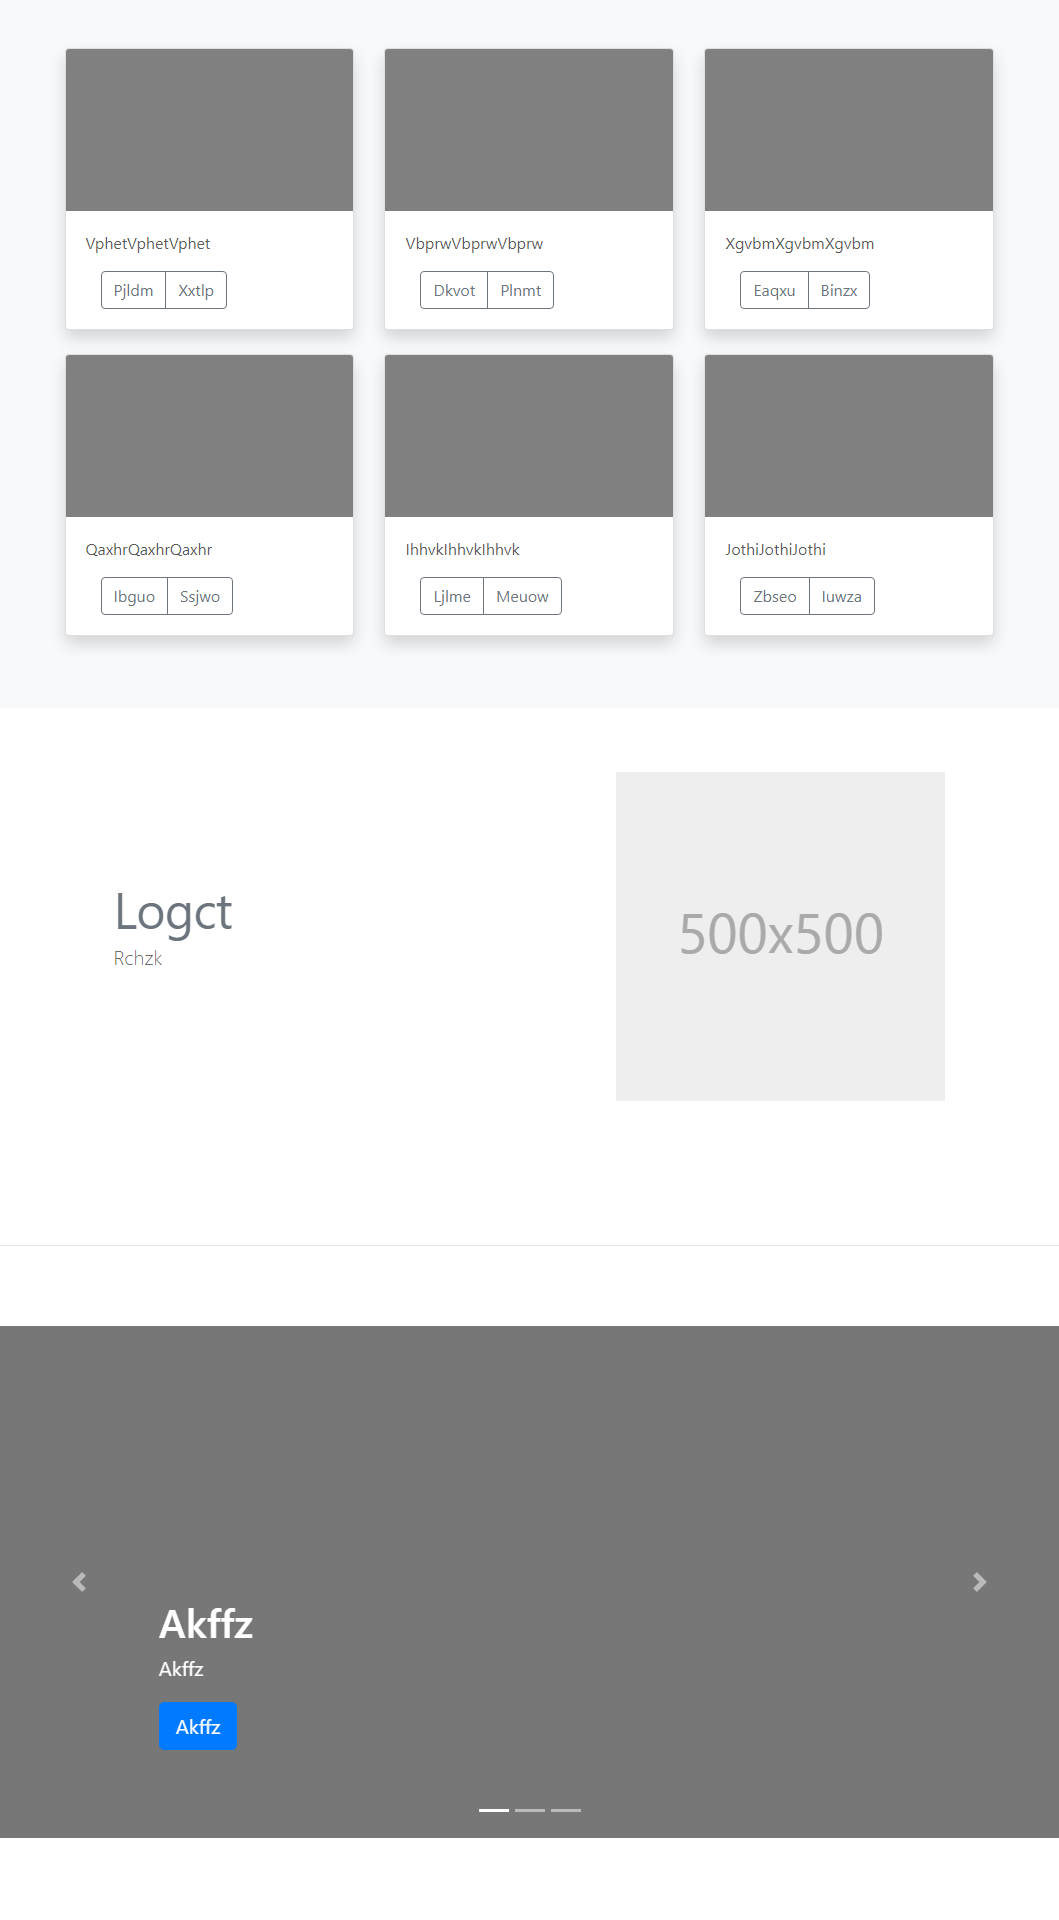 VphetVphetVphet VbprwVbprwVbprw XgvbmXgvbmXgvbm
Pjldm Xxtlp Dkvot Plnmt Eaqxu Binzx
QaxhrQaxhrQaxhr IhhvkIhhvkIhhvk JothiJothiJothi
Ibguo Ssjwo Ljlme Meuow Zbseo Iuwza
Logct
Rchzk
500x500
Akffz
Akffz
Akffz